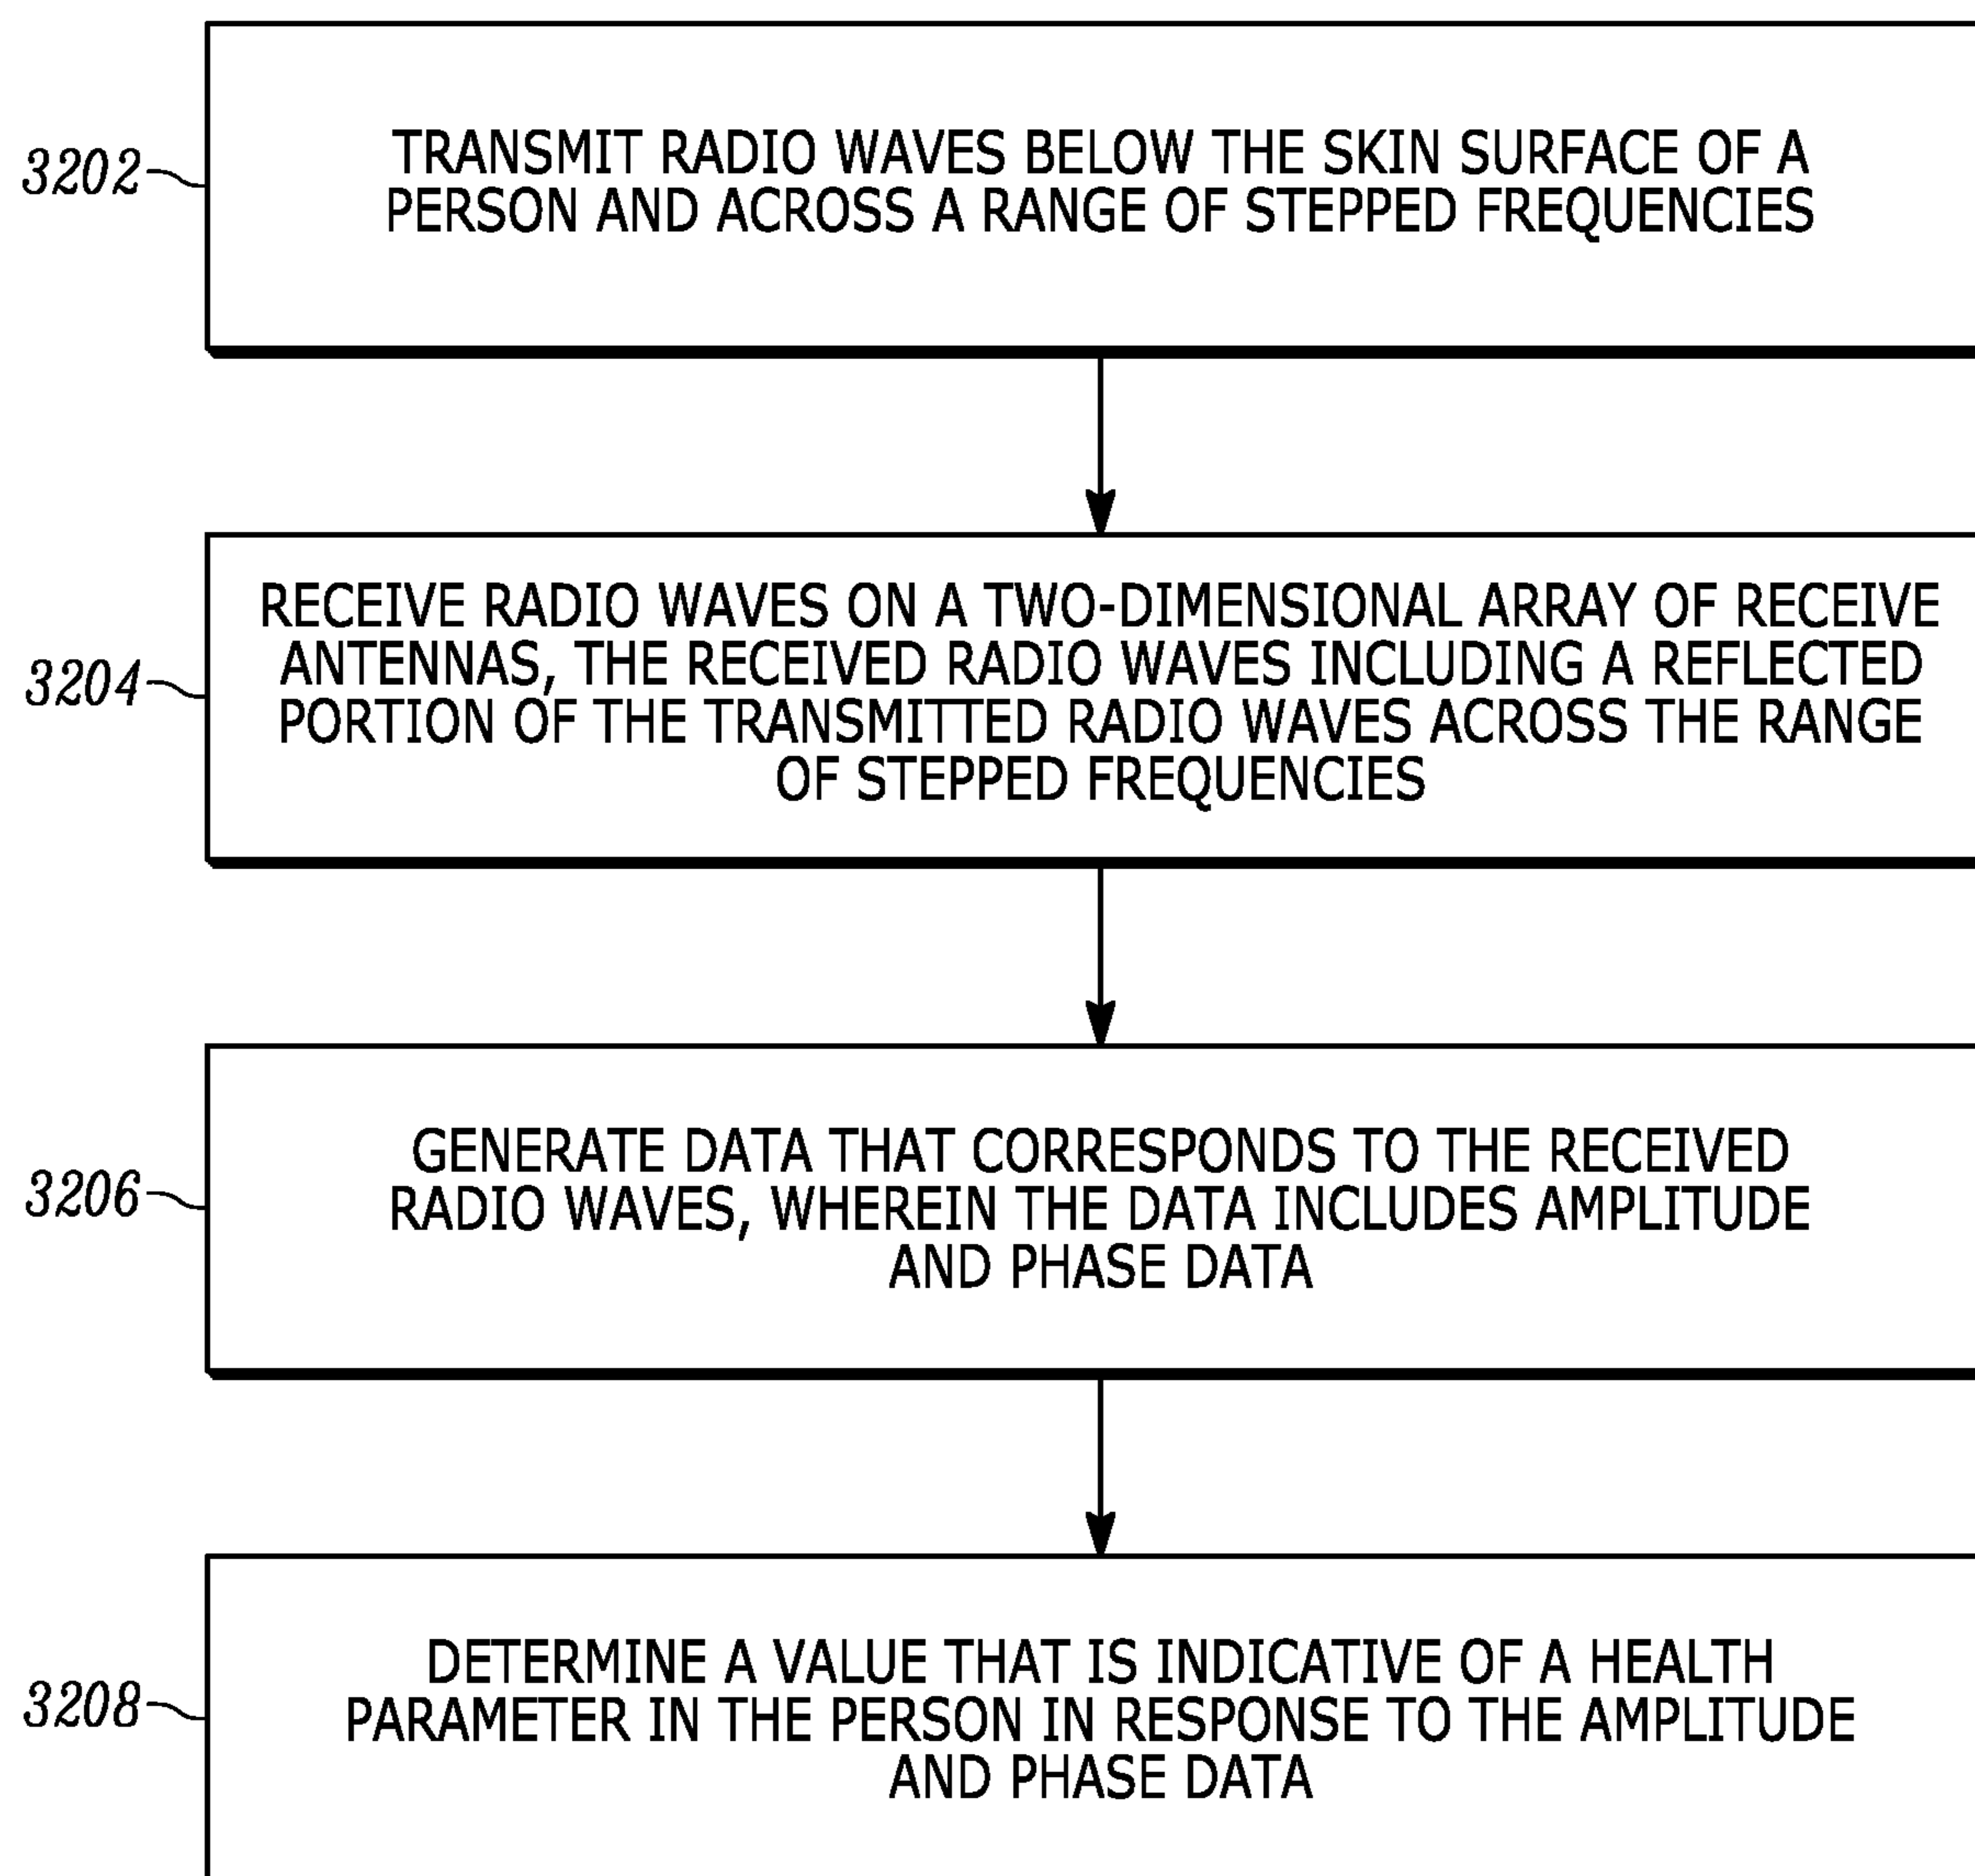 3202
TRANSMIT RADIO WAVES BELOW THE SKIN SURFACE OF A
PERSON AND ACROSS A RANGE OF STEPPED FREQUENCIES
3204
RECEIVE RADIO WAVES ON A TWO-DIMENSIONAL ARRAY OF RECEIVE
ANTENNAS, THE RECEIVED RADIO WAVES INCLUDING A REFLECTED
PORTION OF THE TRANSMITTED RADIO WAVES ACROSS THE RANGE
OF STEPPED FREQUENCIES
3206
GENERATE DATA THAT CORRESPONDS TO THE RECEIVED
RADIO WAVES, WHEREIN THE DATA INCLUDES AMPLITUDE
AND PHASE DATA
3208
DETERMINE A VALUE THAT IS INDICATIVE OF A HEALTH
PARAMETER IN THE PERSON IN RESPONSE TO THE AMPLITUDE
AND PHASE DATA